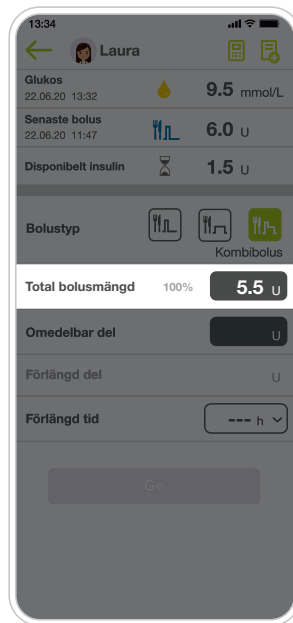 13:34
Laura
Glukos
22.06.20 13:32
9.5 mmol/L
Senaste bolus
22.06.20 11:47
6.0 U
Disponibelt insulin
1.5 U
Bolustyp
Kombibolus
Total bolusmängd 100% 5.5 U
Omedelbar del U
Förlängd del U
Förlängd tid --- h
Ge